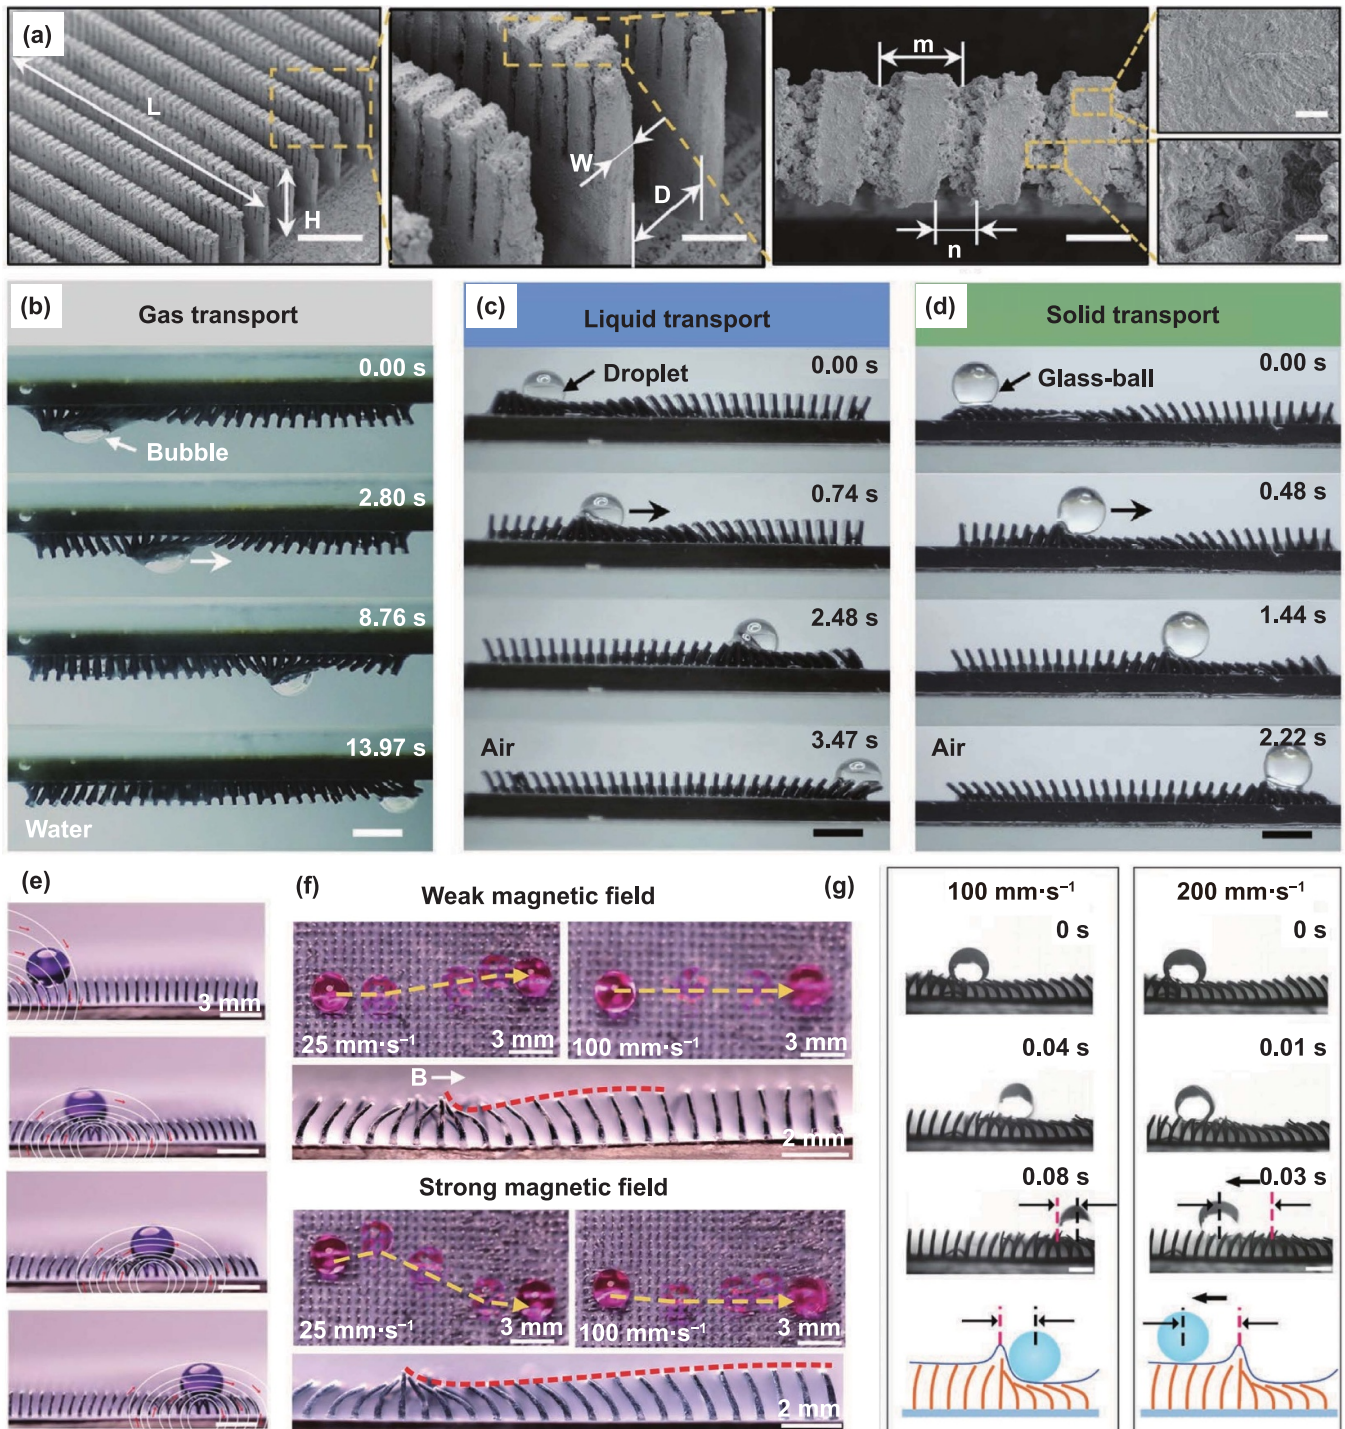 (a)
L
H
W
D
m
n
(b)
Gas transport
0.00 s
Bubble
2.80 s
8.76 s
13.97 s
Water
(c)
Liquid transport
0.00 s
Droplet
0.74 s
2.48 s
3.47 s
Air
(d)
Solid transport
0.00 s
Glass-ball
0.48 s
1.44 s
2.22 s
Air
(e)
3 mm
(f)
Weak magnetic field
25 mm·s⁻¹
3 mm
100 mm·s⁻¹
3 mm
B
2 mm
Strong magnetic field
25 mm·s⁻¹
3 mm
100 mm·s⁻¹
3 mm
2 mm
(g)
100 mm·s⁻¹
0 s
0.04 s
0.08 s
200 mm·s⁻¹
0 s
0.01 s
0.03 s